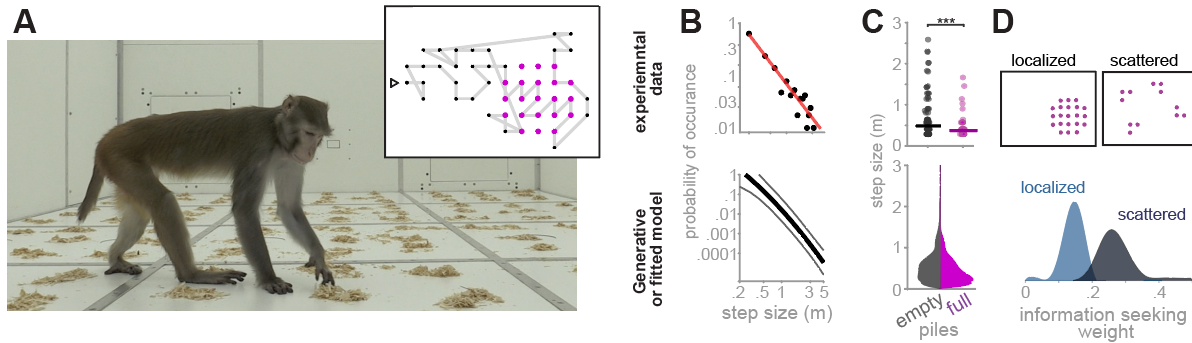 A
B
C
D
experiemntal
data
Generative
or fitted model
probability of occurance
1
.3
.1
.03
.01
1
.1
.01
.001
.0001
.2
.5
1
3
5
step size (m)
***
3
2
1
0
step size (m)
3
2
1
0
empty
full
piles
localized
scattered
localized
scattered
0
.2
.4
information seeking
weight